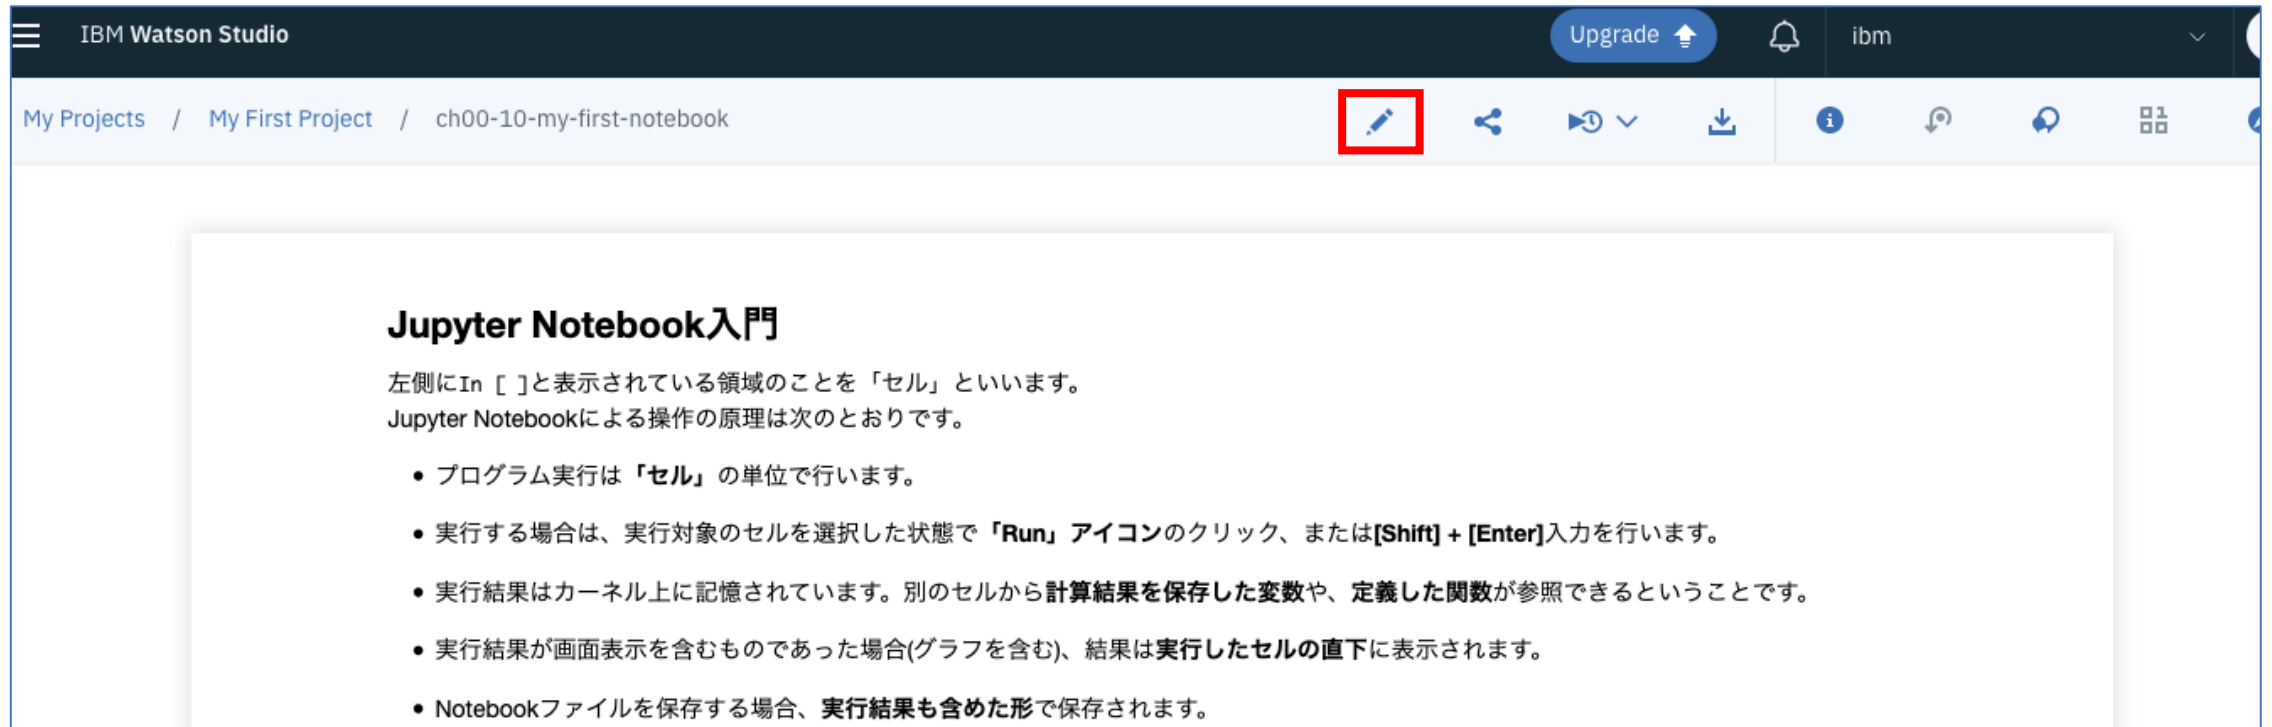 IBM Watson Studio
Upgrade
ibm
My Projects / My First Project / ch00-10-my-first-notebook
Jupyter Notebook入門
左側にIn [ ]と表示されている領域のことを「セル」といいます。
Jupyter Notebookによる操作の原理は次のとおりです。
• プログラム実行は「セル」の単位で行います。
• 実行する場合は、実行対象のセルを選択した状態で「Run」アイコンのクリック、または[Shift] + [Enter]入力を行います。
• 実行結果はカーネル上に記憶されています。別のセルから計算結果を保存した変数や、定義した関数が参照できるということです。
• 実行結果が画面表示を含むものであった場合(グラフを含む)、結果は実行したセルの直下に表示されます。
• Notebookファイルを保存する場合、実行結果も含めた形で保存されます。